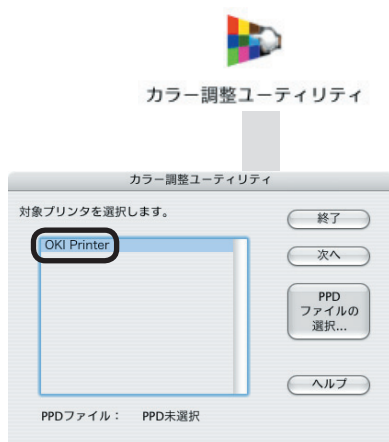 カラー調整ユーティリティ
カラー調整ユーティリティ
対象プリンタを選択します。
OKI Printer
終了
次へ
PPD
ファイルの
選択...
ヘルプ
PPDファイル： PPD未選択